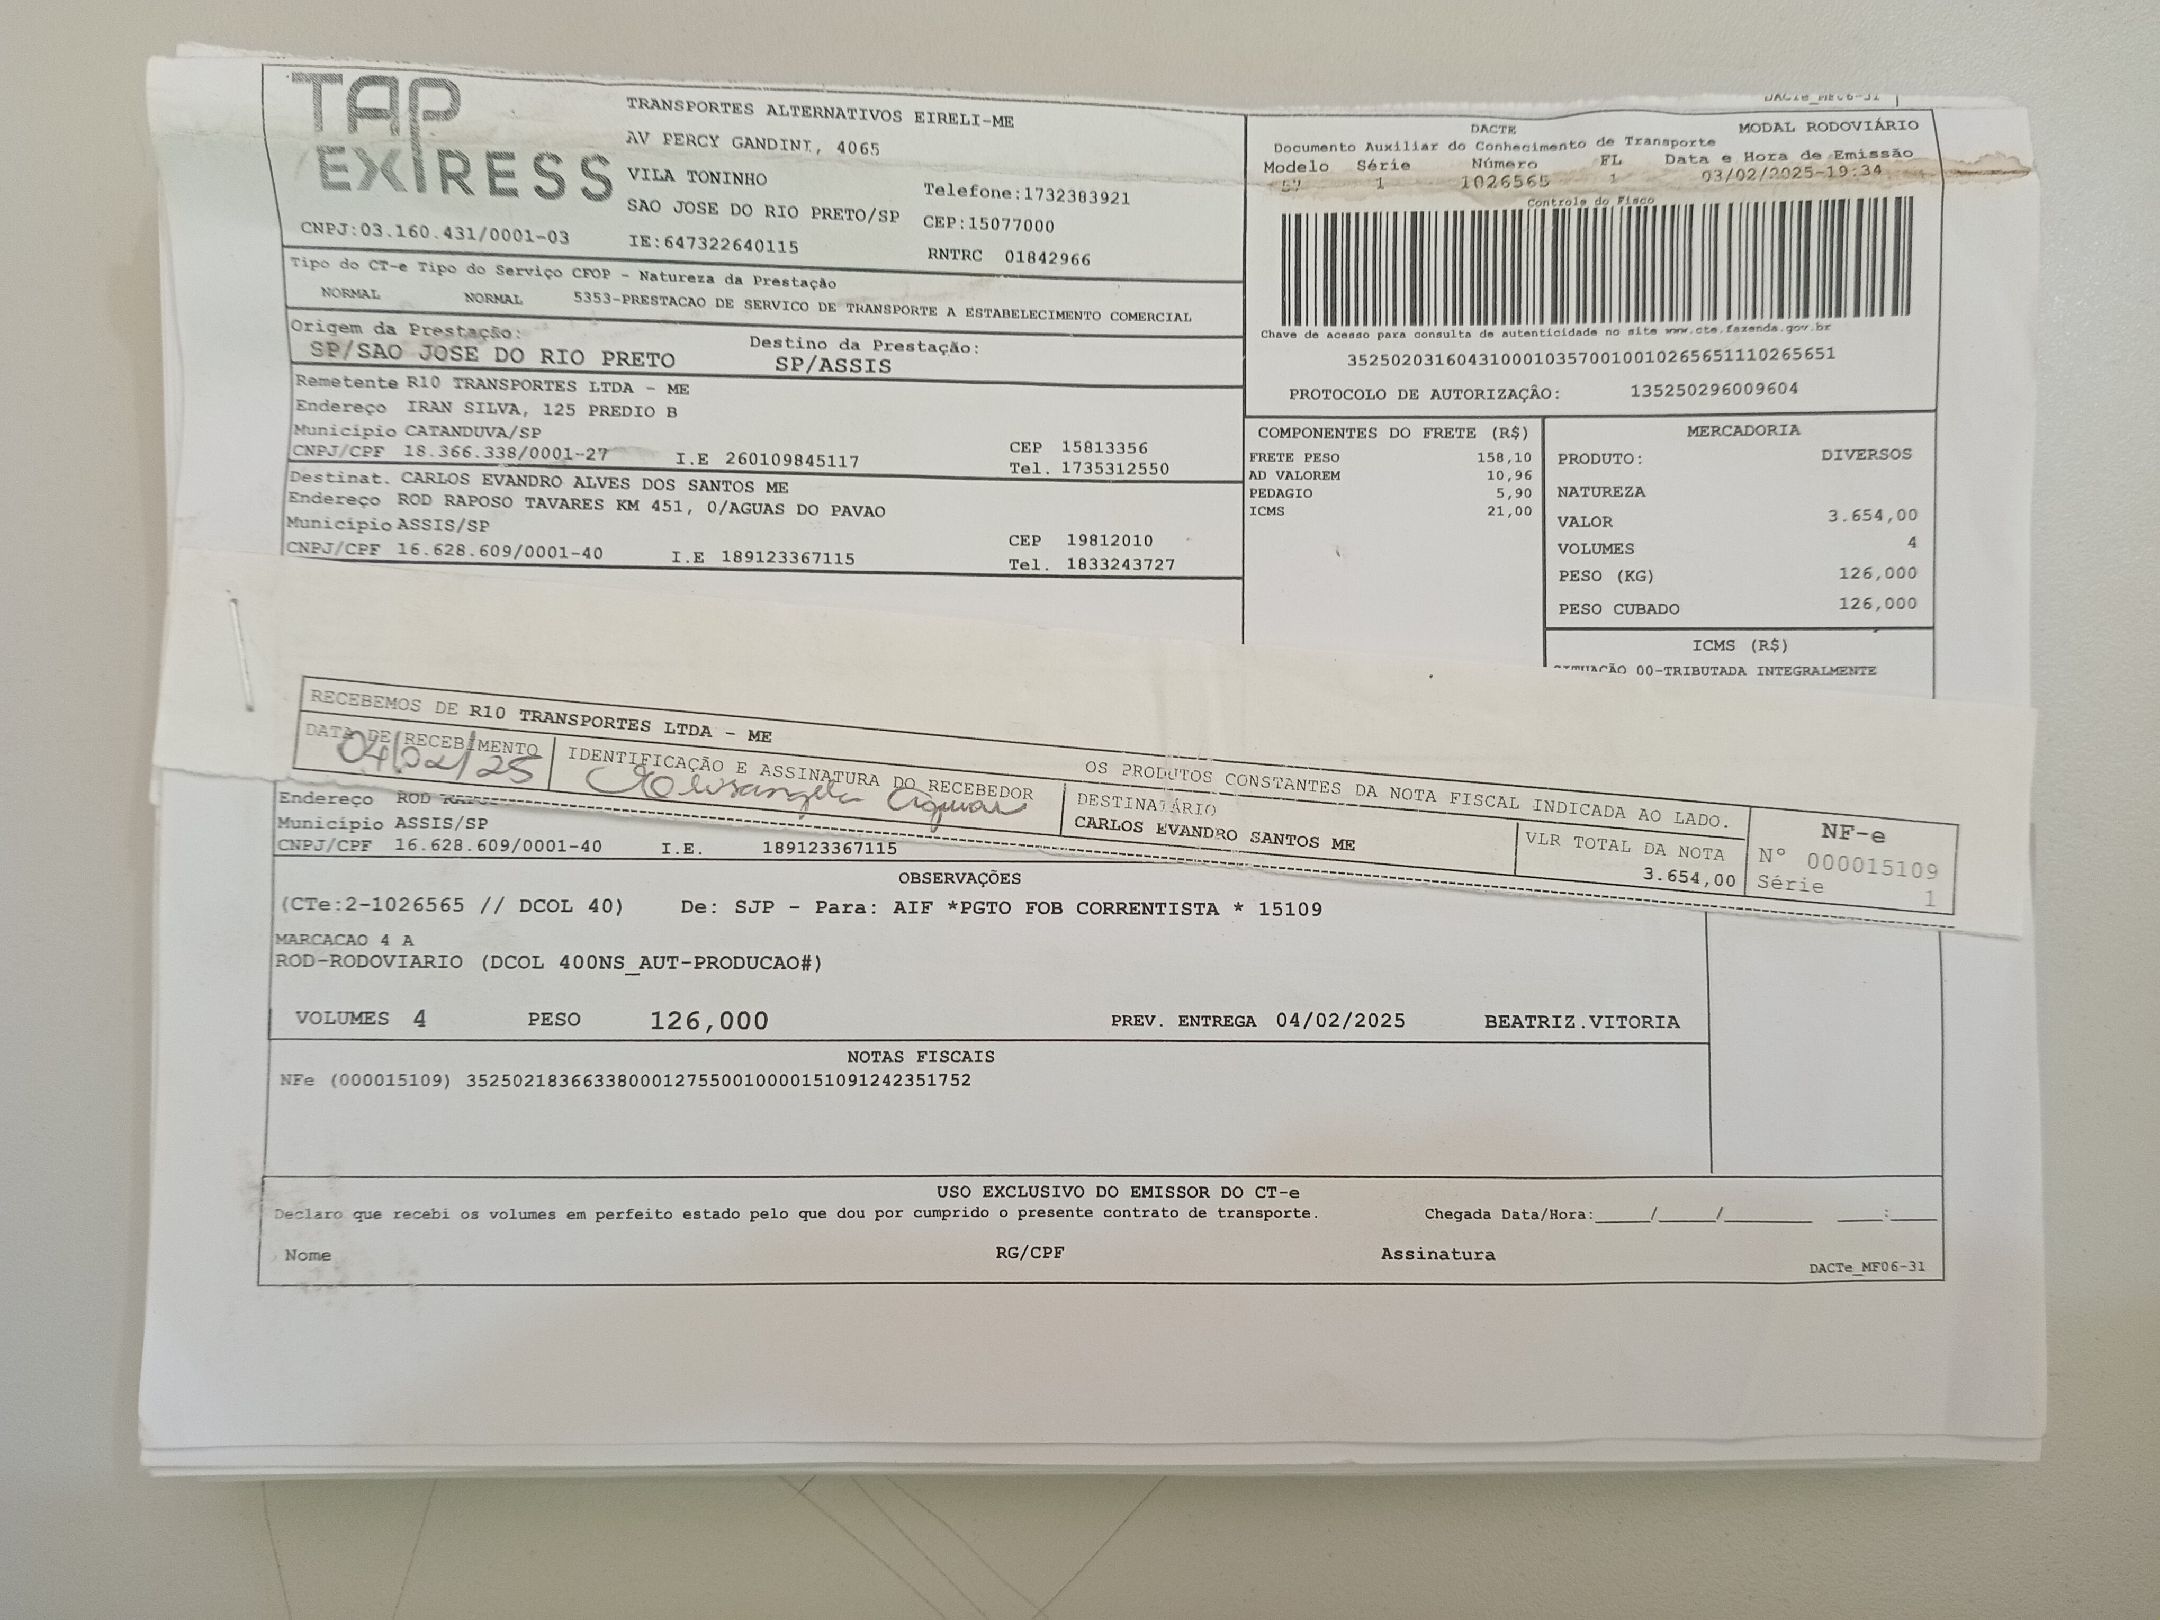 TAP
EXPRESS
TRANSPORTES ALTERNATIVOS EIRELI-ME
AV PERCY GANDINI, 4065
VILA TONINHO
Telefone:1732383921
SAO JOSE DO RIO PRETO/SP
CEP:15077000
CNPJ:03.160.431/0001-03
IE:647322640115
RNTRC 01842966
Tipo do CT-e Tipo do Serviço CFOP - Natureza da Prestação
NORMAL NORMAL 5353-PRESTACAO DE SERVICO DE TRANSPORTE A ESTABELECIMENTO COMERCIAL
Origem da Prestação:
SP/SAO JOSE DO RIO PRETO
Destino da Prestação:
SP/ASSIS
Remetente R10 TRANSPORTES LTDA - ME
Endereço IRAN SILVA, 125 PREDIO B
Municipio CATANDUVA/SP
CEP 15813356
CNPJ/CPF 18.366.338/0001-27 I.E 260109845117
Tel. 1735312550
Destinat. CARLOS EVANDRO ALVES DOS SANTOS ME
Endereço ROD RAPOSO TAVARES KM 451, 0/AGUAS DO PAVAO
Municipio ASSIS/SP
CEP 19812010
CNPJ/CPF 16.628.609/0001-40 I.E 189123367115
Tel. 1833243727
DACTe_MF06-31
DACTE MODAL RODOVIÁRIO
Documento Auxiliar do Conhecimento de Transporte
Modelo Série Número FL Data e Hora de Emissão
57 1 1026565 1 03/02/2025-19:34
Controle do Fisco
Chave de acesso para consulta de autenticidade no site www.cte.fazenda.gov.br
35250203160431000103570010010265651110265651
PROTOCOLO DE AUTORIZAÇÂO: 135250296009604
COMPONENTES DO FRETE (R$)
FRETE PESO 158,10
AD VALOREM 10,96
PEDAGIO 5,90
ICMS 21,00
MERCADORIA
PRODUTO: DIVERSOS
NATUREZA
VALOR 3.654,00
VOLUMES 4
PESO (KG) 126,000
PESO CUBADO 126,000
ICMS (R$)
00-TRIBUTADA INTEGRALMENTE
RECEBEMOS DE R10 TRANSPORTES LTDA - ME OS PRODUTOS CONSTANTES DA NOTA FISCAL INDICADA AO LADO.
DATA DE RECEBIMENTO
04/02/25
IDENTIFICAÇÃO E ASSINATURA DO RECEBEDOR
DESTINATÁRIO
CARLOS EVANDRO SANTOS ME
VLR TOTAL DA NOTA
3.654,00
NF-e
Nº 000015109
Série 1
Endereço ROD
Municipio ASSIS/SP
CNPJ/CPF 16.628.609/0001-40 I.E. 189123367115
OBSERVAÇÕES
(CTe:2-1026565 // DCOL 40) De: SJP - Para: AIF *PGTO FOB CORRENTISTA * 15109
MARCACAO 4 A
ROD-RODOVIARIO (DCOL 400NS_AUT-PRODUCAO#)
VOLUMES 4 PESO 126,000 PREV. ENTREGA 04/02/2025 BEATRIZ.VITORIA
NOTAS FISCAIS
NFe (000015109) 35250218366338000127550010000151091242351752
USO EXCLUSIVO DO EMISSOR DO CT-e
Declaro que recebi os volumes em perfeito estado pelo que dou por cumprido o presente contrato de transporte. Chegada Data/Hora:____/____/______ ___:___
Nome RG/CPF Assinatura
DACTe_MF06-31